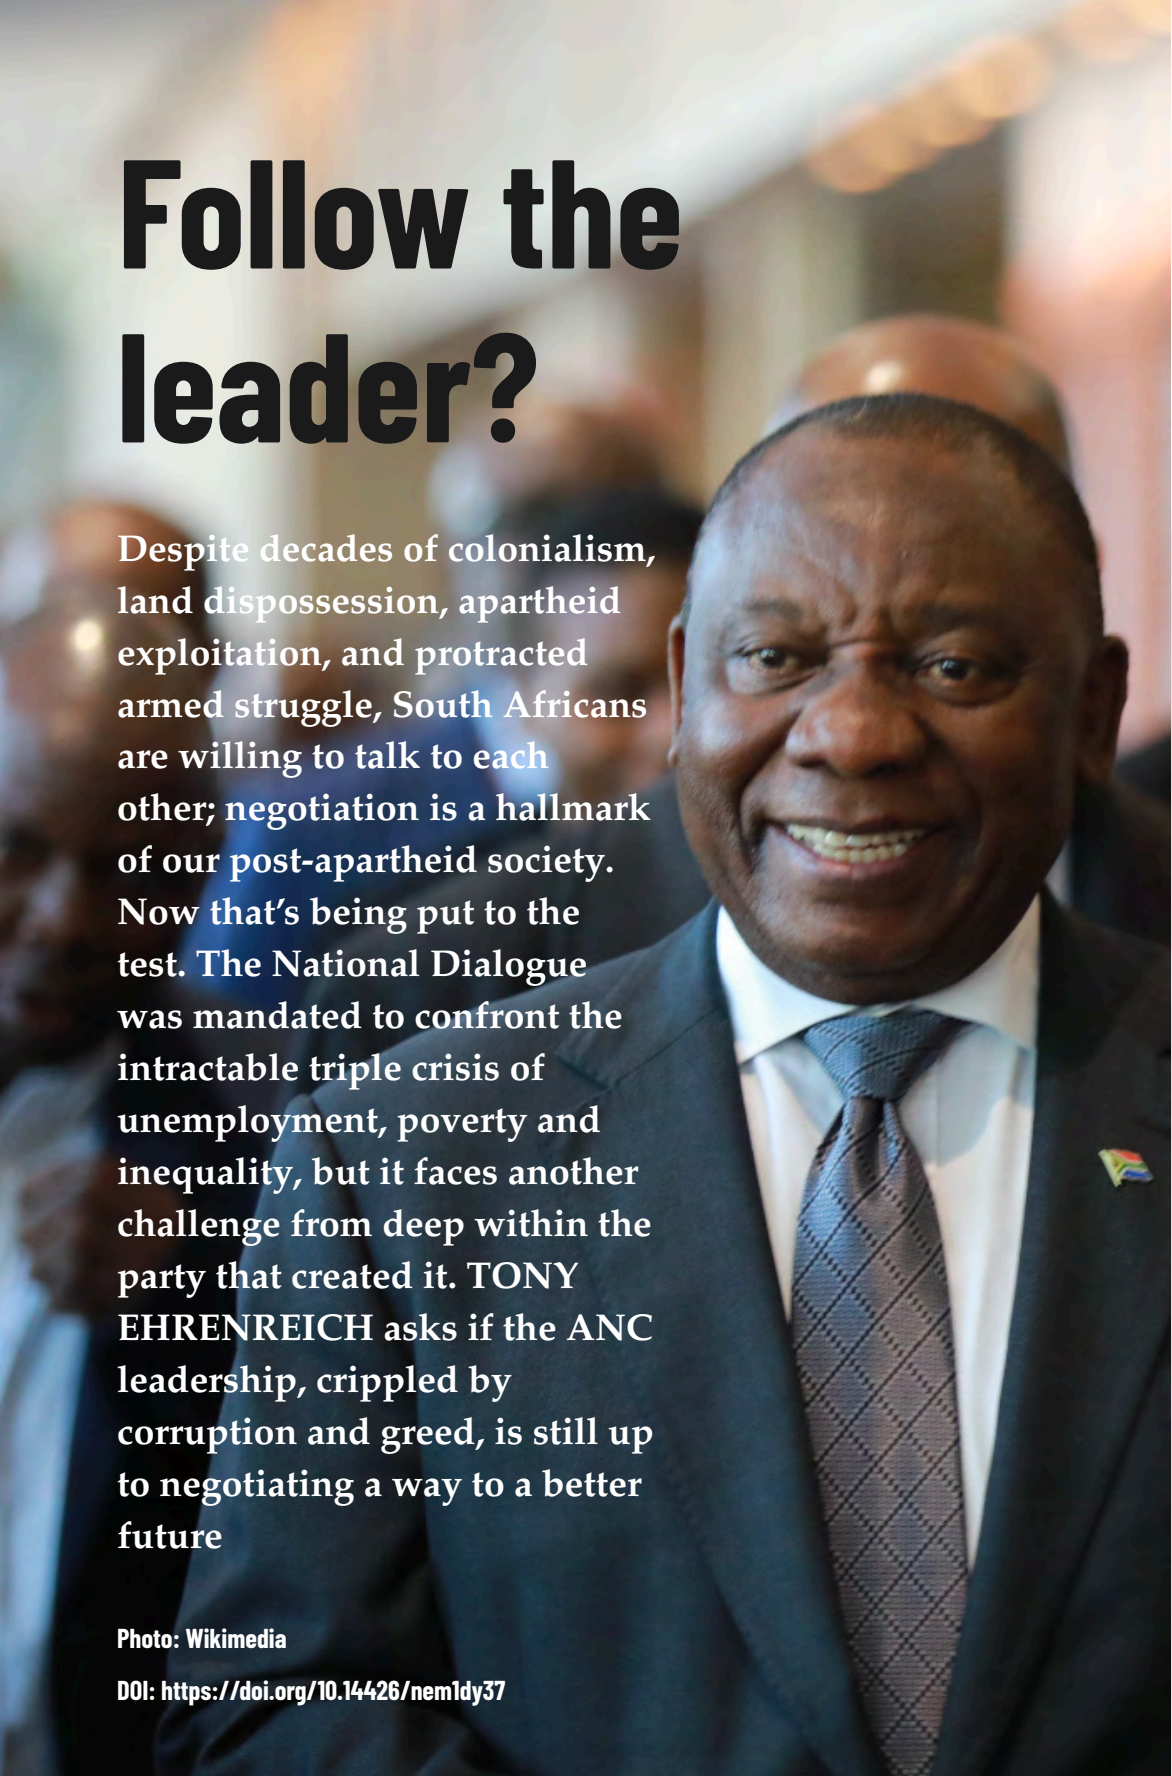 Follow the
leader?
Despite decades of colonialism,
land dispossession, apartheid
exploitation, and protracted
armed struggle, South Africans
are willing to talk to each
other; negotiation is a hallmark
of our post-apartheid society.
Now that’s being put to the
test. The National Dialogue
was mandated to confront the
intractable triple crisis of
unemployment, poverty and
inequality, but it faces another
challenge from deep within the
party that created it. TONY
EHRENREICH asks if the ANC
leadership, crippled by
corruption and greed, is still up
to negotiating a way to a better
future
Photo: Wikimedia
DOI: https://doi.org/10.14426/nem1dy37